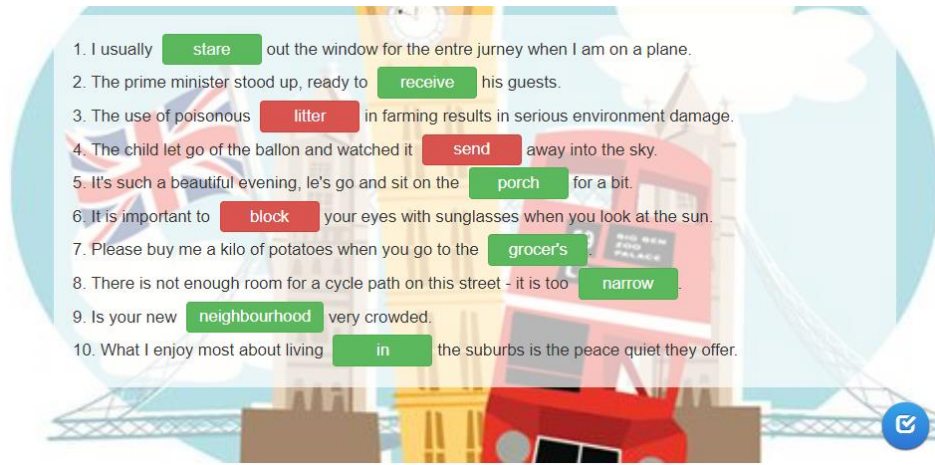 1. I usually stare out the window for the entre jurney when I am on a plane.
2. The prime minister stood up, ready to receive his guests.
3. The use of poisonous litter in farming results in serious environment damage.
4. The child let go of the ballon and watched it send away into the sky.
5. It's such a beautiful evening, le's go and sit on the porch for a bit.
6. It is important to block your eyes with sunglasses when you look at the sun.
7. Please buy me a kilo of potatoes when you go to the grocer's.
BIG BEN
ZOO
PALACE
8. There is not enough room for a cycle path on this street - it is too narrow.
9. Is your new neighbourhood very crowded.
10. What I enjoy most about living in the suburbs is the peace quiet they offer.